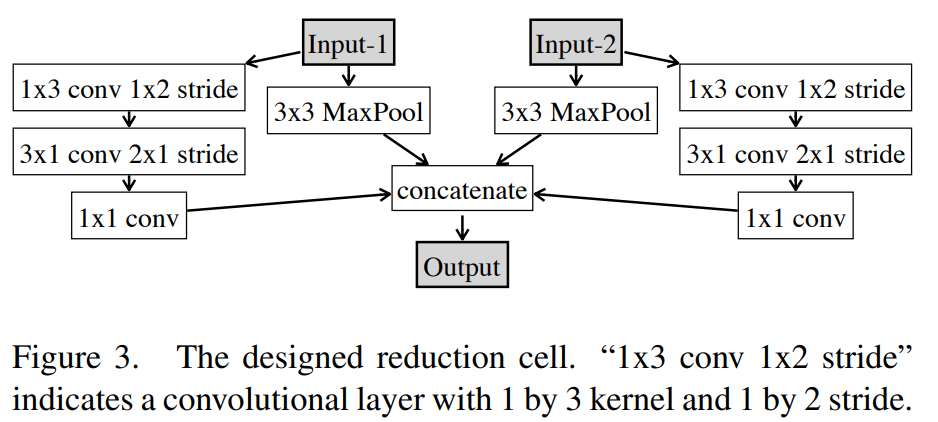 Input-1
Input-2
1x3 conv 1x2 stride
3x3 MaxPool
3x3 MaxPool
1x3 conv 1x2 stride
3x1 conv 2x1 stride
3x1 conv 2x1 stride
1x1 conv
concatenate
1x1 conv
Output
Figure 3. The designed reduction cell. “1x3 conv 1x2 stride”
indicates a convolutional layer with 1 by 3 kernel and 1 by 2 stride.